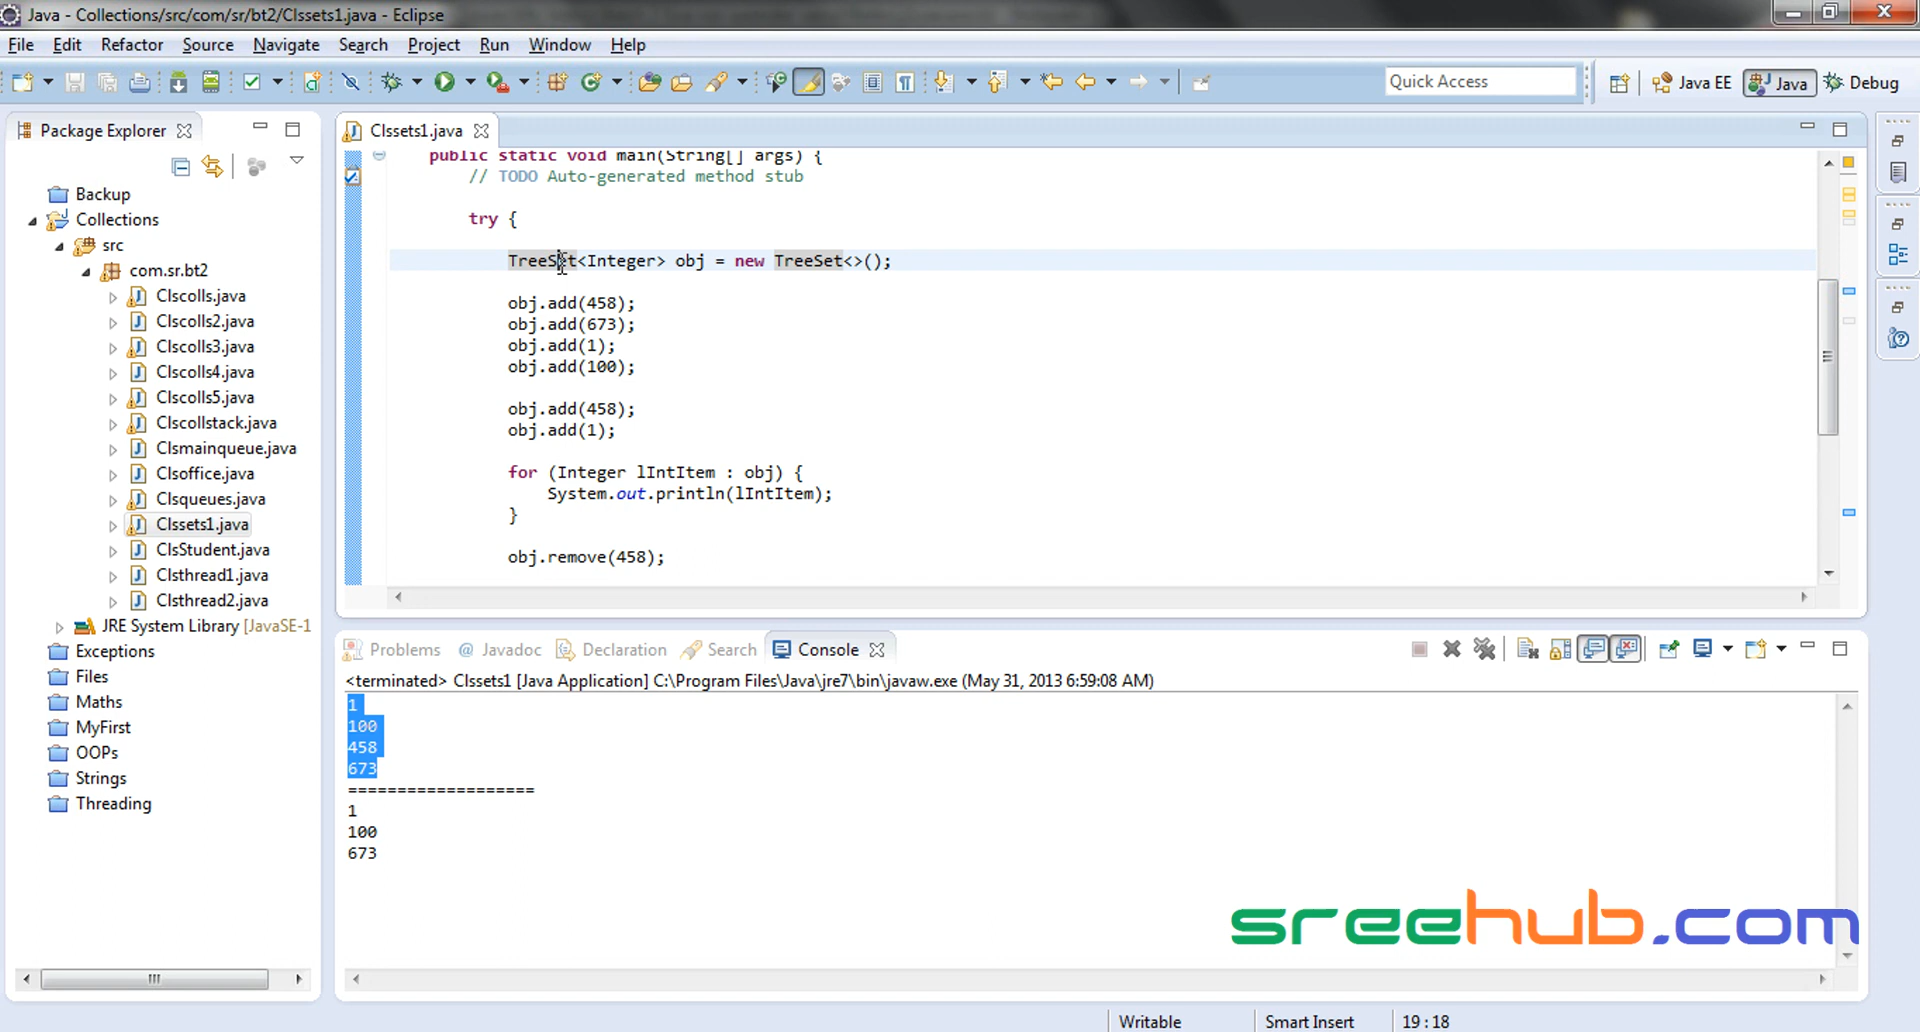 Java - Collections/src/com/sr/bt2/Clssets1.java - Eclipse
File Edit Refactor Source Navigate Search Project Run Window Help
Quick Access
Java EE
Java
Debug
Package Explorer
Backup
Collections
src
com.sr.bt2
Clscolls.java
Clscolls2.java
Clscolls3.java
Clscolls4.java
Clscolls5.java
Clscollstack.java
Clsmainqueue.java
Clsoffice.java
Clsqueues.java
Clssets1.java
ClsStudent.java
Clsthread1.java
Clsthread2.java
JRE System Library [JavaSE-1
Exceptions
Files
Maths
MyFirst
OOPs
Strings
Threading
Clssets1.java
public static void main(String[] args) {
// TODO Auto-generated method stub
try {
TreeSet<Integer> obj = new TreeSet<>();
obj.add(458);
obj.add(673);
obj.add(1);
obj.add(100);
obj.add(458);
obj.add(1);
for (Integer lIntItem : obj) {
System.out.println(lIntItem);
}
obj.remove(458);
Problems @ Javadoc Declaration Search Console
<terminated> Clssets1 [Java Application] C:\Program Files\Java\jre7\bin\javaw.exe (May 31, 2013 6:59:08 AM)
1
100
458
673
===================
1
100
673
sreehub.com
Writable Smart Insert 19 : 18